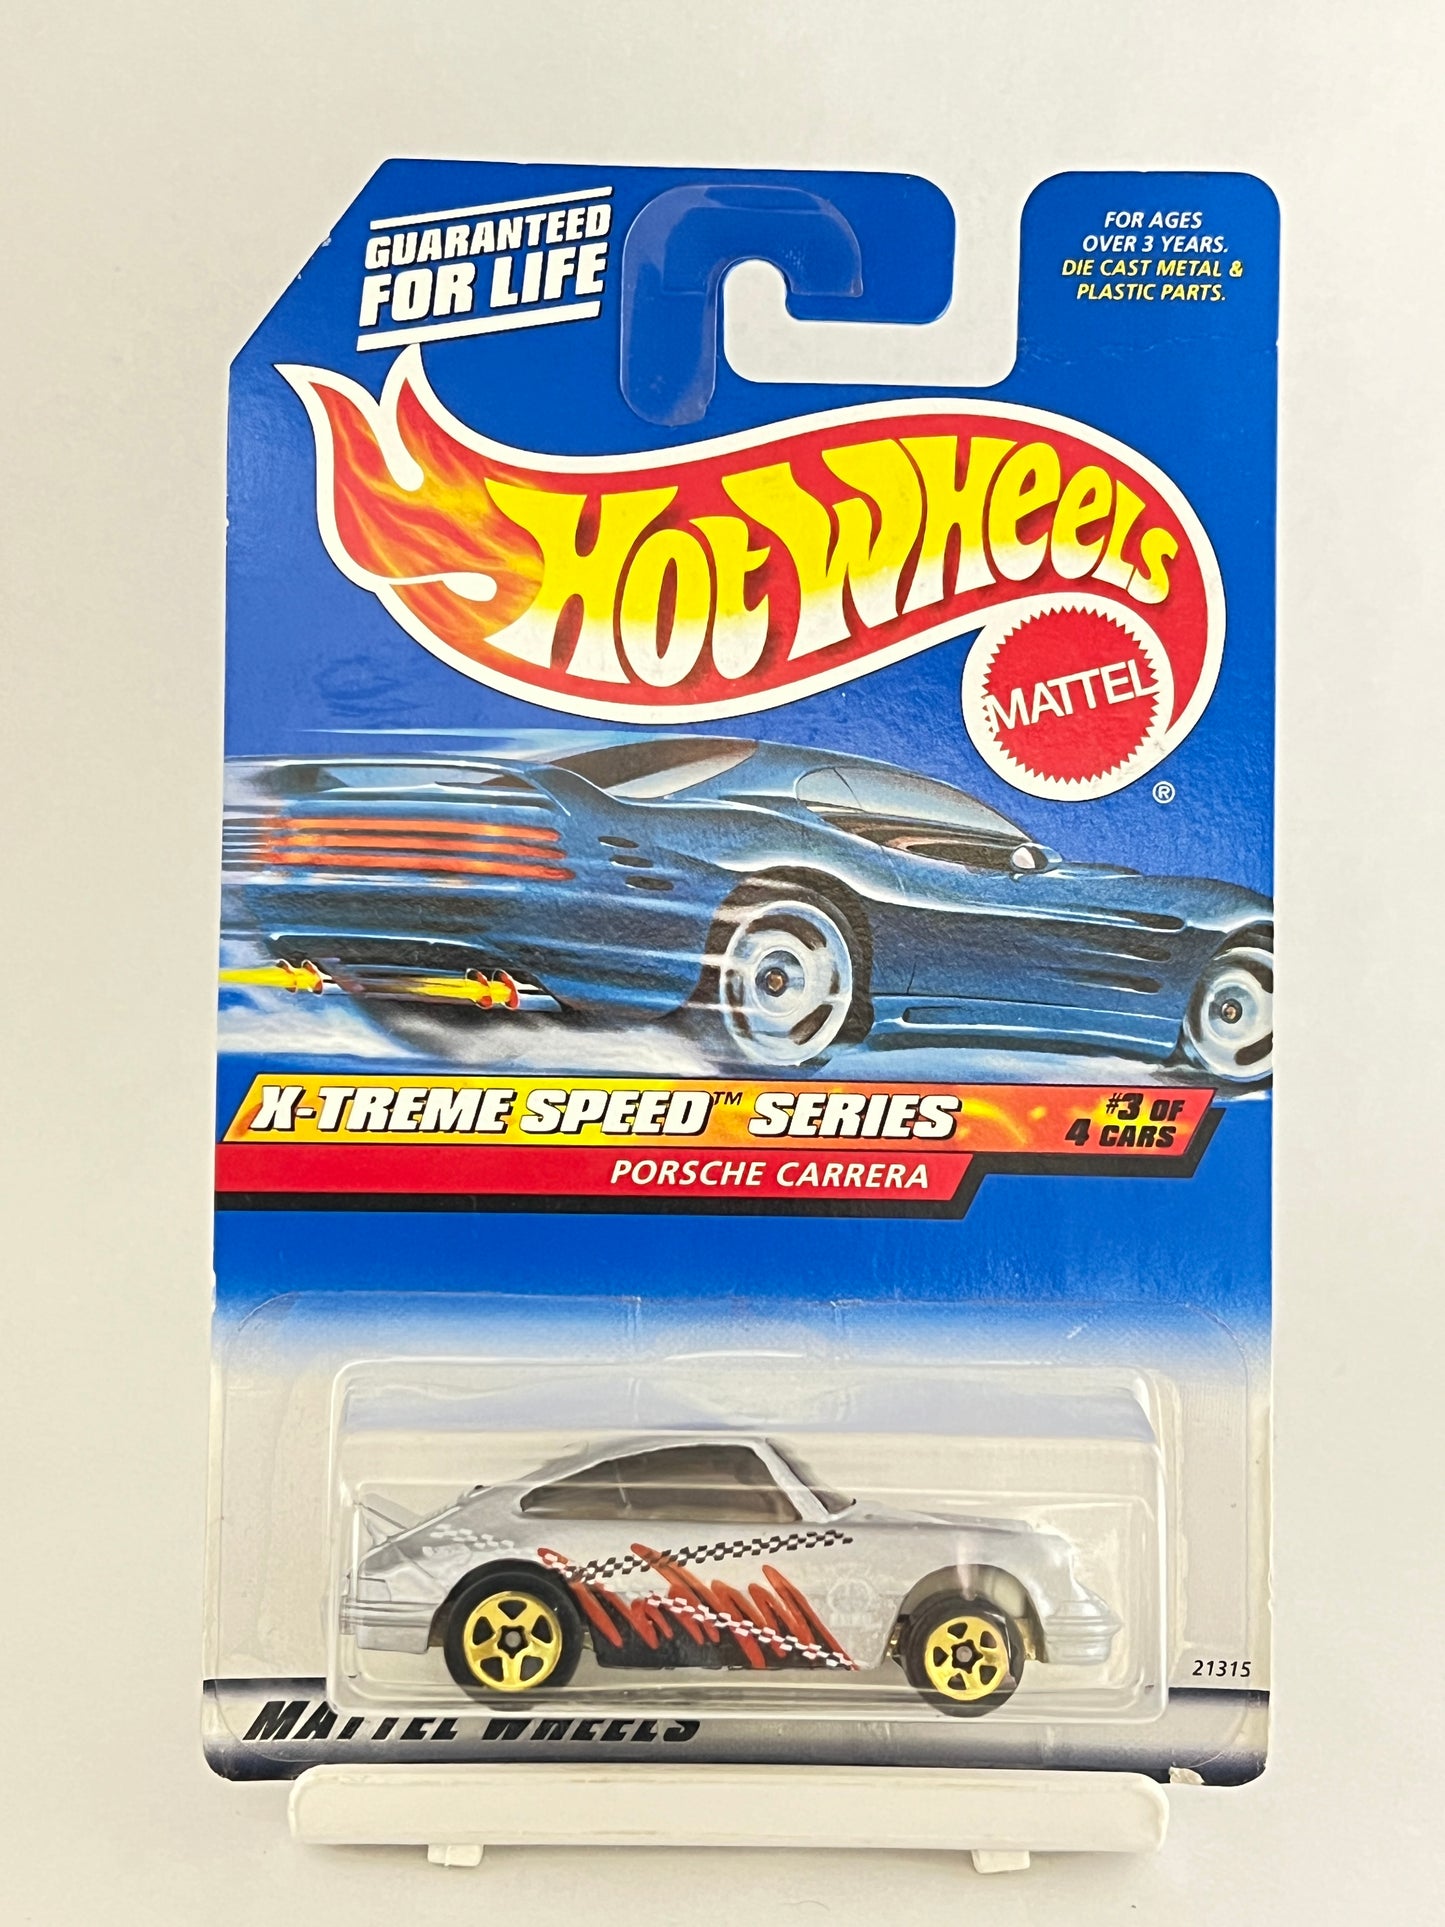 GUARANTEED
FOR LIFE
FOR AGES
OVER 3 YEARS.
DIE CAST METAL &
PLASTIC PARTS.
HOT WHEELS
MATTEL
®
X-TREME SPEED™ SERIES
#3 OF
4 CARS
PORSCHE CARRERA
21315
MATTEL WHEELS